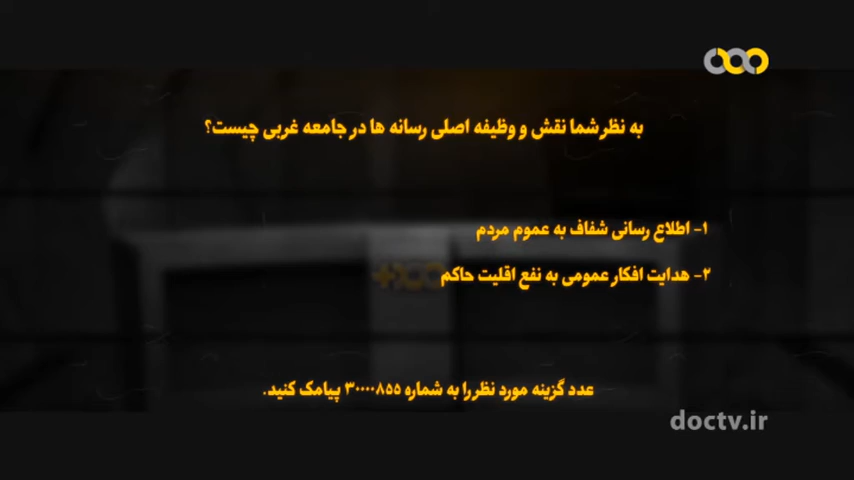 به نظر شما نقش و وظیفه اصلی رسانه ها در جامعه غربی چیست؟
۱- اطلاع رسانی شفاف به عموم مردم
۲- هدایت افکار عمومی به نفع اقلیت حاکم
عدد گزینه مورد نظر را به شماره ۳۰۰۰۰۸۵۵ پیامک کنید.
doctv.ir